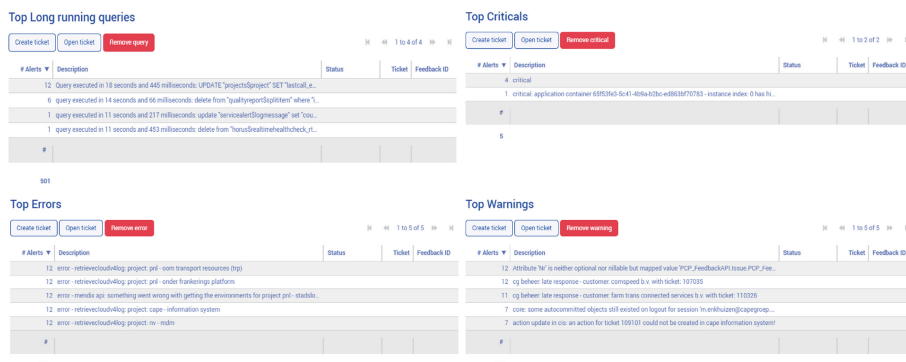 Top Long running queries
Create ticket Open ticket Remove query 1 to 4 of 4
# Alerts ▼ Description Status Ticket Feedback ID
12 Query executed in 18 seconds and 445 milliseconds: UPDATE "projects$project" SET "lastcall_e...
6 query executed in 14 seconds and 66 milliseconds: delete from "qualityreport$splititem" where "i...
1 query executed in 11 seconds and 217 milliseconds: update "servicealert$logmessage" set "cou...
1 query executed in 11 seconds and 453 milliseconds: delete from "horus$realtimehealthcheck_rt...
#
501
Top Criticals
Create ticket Open ticket Remove critical 1 to 2 of 2
# Alerts ▼ Description Status Ticket Feedback ID
4 critical
1 critical: application container 65f53fe3-5c41-4b9a-b2bc-ed863bf70783 - instance index: 0 has hi...
#
5
Top Errors
Create ticket Open ticket Remove error 1 to 5 of 5
# Alerts ▼ Description Status Ticket Feedback ID
12 error - retrievecloudv4log: project: pnl - oom transport resources (trp)
12 error - retrievecloudv4log: project: pnl - onder frankerings platform
12 error - mendix api: something went wrong with getting the environments for project pnl - stadslo...
12 error - retrievecloudv4log: project: cape - information system
12 error - retrievecloudv4log: project: nv - mdm
#
Top Warnings
Create ticket Open ticket Remove warning 1 to 5 of 5
# Alerts ▼ Description Status Ticket Feedback ID
12 Attribute 'Nr' is neither optional nor nillable but mapped value 'PCP_FeedbackAPI.Issue.PCP_Fee...
12 cg beheer: late response - customer: cornspeed b.v. with ticket: 107035
11 cg beheer: late response - customer: farm trans connected services b.v. with ticket: 110326
7 core: some autocommitted objects still existed on logout for session 'm.enkhuizen@capegroep....
7 action update in cis: an action for ticket 109101 could not be created in cape information system!
#